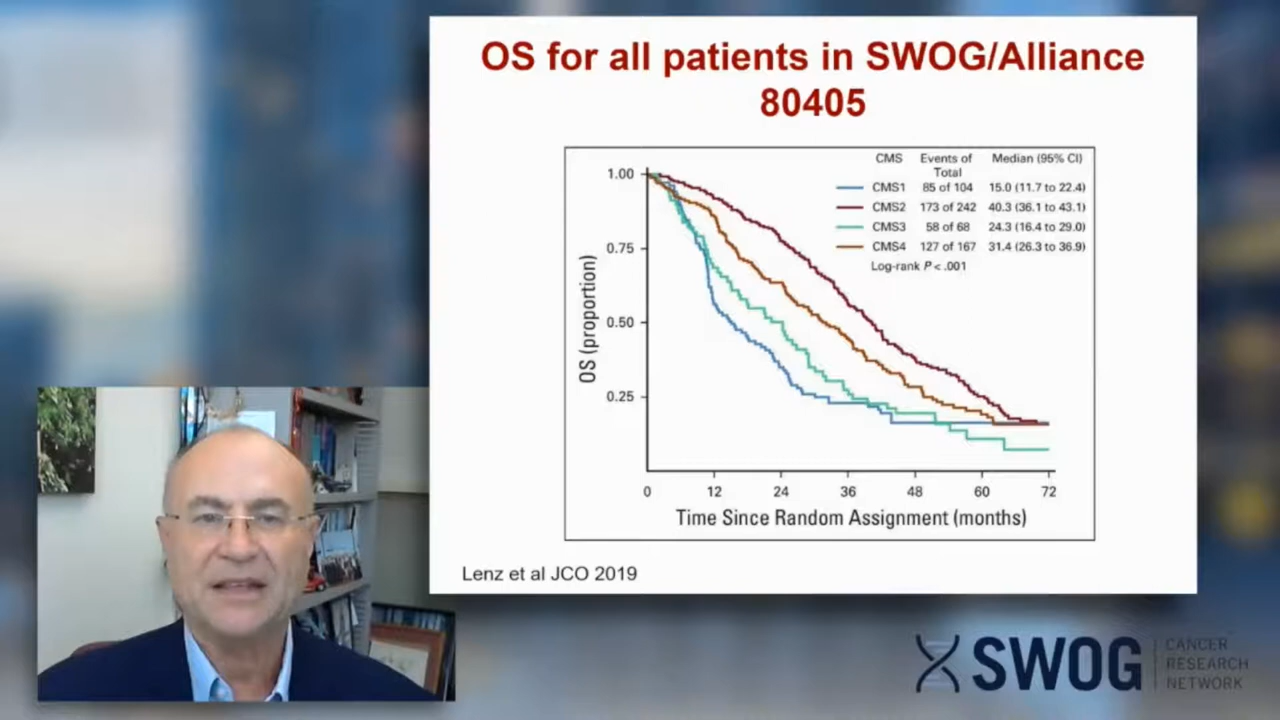 OS for all patients in SWOG/Alliance
80405
CMS Events of Total Median (95% CI)
CMS1 85 of 104 15.0 (11.7 to 22.4)
CMS2 173 of 242 40.3 (36.1 to 43.1)
CMS3 58 of 68 24.3 (16.4 to 29.0)
CMS4 127 of 167 31.4 (26.3 to 36.9)
Log-rank P < .001
OS (proportion)
1.00
0.75
0.50
0.25
0 12 24 36 48 60 72
Time Since Random Assignment (months)
Lenz et al JCO 2019
SWOG
CANCER
RESEARCH
NETWORK